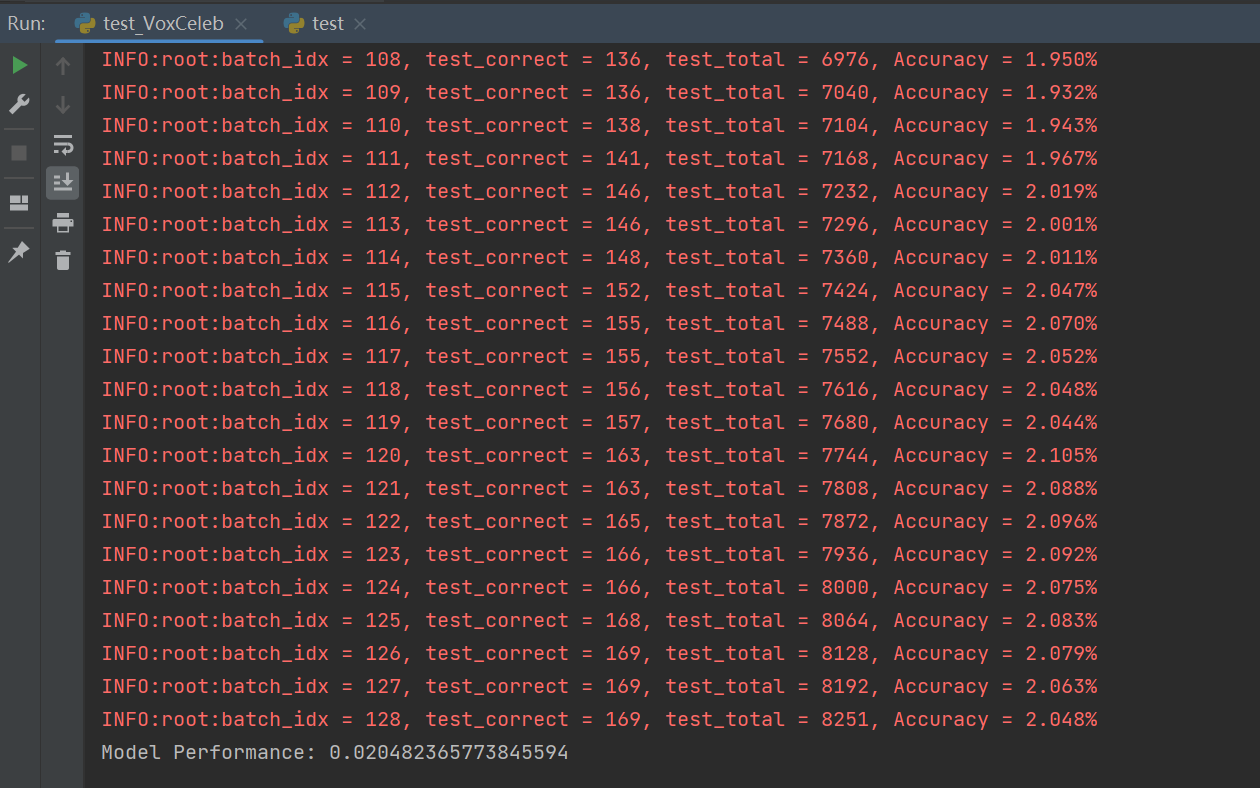 Run: test_VoxCeleb test
INFO:root:batch_idx = 108, test_correct = 136, test_total = 6976, Accuracy = 1.950%
INFO:root:batch_idx = 109, test_correct = 136, test_total = 7040, Accuracy = 1.932%
INFO:root:batch_idx = 110, test_correct = 138, test_total = 7104, Accuracy = 1.943%
INFO:root:batch_idx = 111, test_correct = 141, test_total = 7168, Accuracy = 1.967%
INFO:root:batch_idx = 112, test_correct = 146, test_total = 7232, Accuracy = 2.019%
INFO:root:batch_idx = 113, test_correct = 146, test_total = 7296, Accuracy = 2.001%
INFO:root:batch_idx = 114, test_correct = 148, test_total = 7360, Accuracy = 2.011%
INFO:root:batch_idx = 115, test_correct = 152, test_total = 7424, Accuracy = 2.047%
INFO:root:batch_idx = 116, test_correct = 155, test_total = 7488, Accuracy = 2.070%
INFO:root:batch_idx = 117, test_correct = 155, test_total = 7552, Accuracy = 2.052%
INFO:root:batch_idx = 118, test_correct = 156, test_total = 7616, Accuracy = 2.048%
INFO:root:batch_idx = 119, test_correct = 157, test_total = 7680, Accuracy = 2.044%
INFO:root:batch_idx = 120, test_correct = 163, test_total = 7744, Accuracy = 2.105%
INFO:root:batch_idx = 121, test_correct = 163, test_total = 7808, Accuracy = 2.088%
INFO:root:batch_idx = 122, test_correct = 165, test_total = 7872, Accuracy = 2.096%
INFO:root:batch_idx = 123, test_correct = 166, test_total = 7936, Accuracy = 2.092%
INFO:root:batch_idx = 124, test_correct = 166, test_total = 8000, Accuracy = 2.075%
INFO:root:batch_idx = 125, test_correct = 168, test_total = 8064, Accuracy = 2.083%
INFO:root:batch_idx = 126, test_correct = 169, test_total = 8128, Accuracy = 2.079%
INFO:root:batch_idx = 127, test_correct = 169, test_total = 8192, Accuracy = 2.063%
INFO:root:batch_idx = 128, test_correct = 169, test_total = 8251, Accuracy = 2.048%
Model Performance: 0.020482365773845594